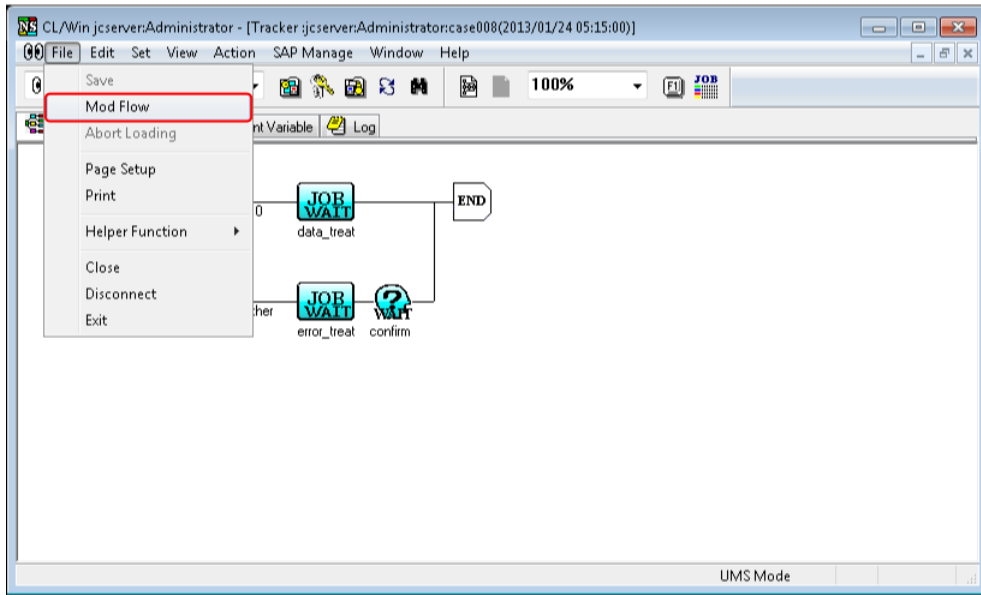 NS CL/Win jcserver:Administrator - [Tracker :jcserver:Administrator:case008(2013/01/24 05:15:00)]
File Edit Set View Action SAP Manage Window Help
Save
100%
F1
JOB
Mod Flow
Abort Loading
nt Variable
Log
Page Setup
Print
Helper Function
Close
Disconnect
Exit
0
JOB
WAIT
data_treat
END
ther
JOB
WAIT
error_treat
?
WAIT
confirm
UMS Mode